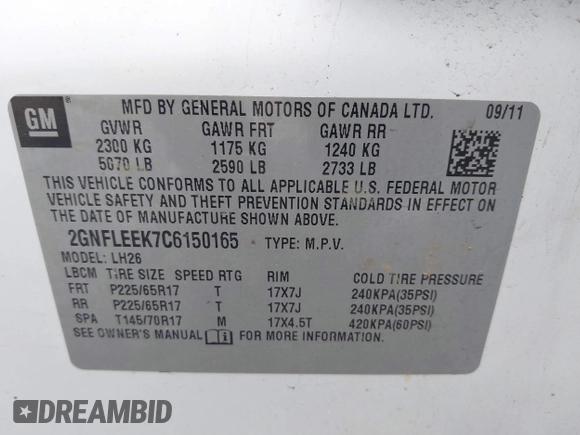 GM
®
MFD BY GENERAL MOTORS OF CANADA LTD. 09/11
GVWR GAWR FRT GAWR RR
2300 KG 1175 KG 1240 KG
5070 LB 2590 LB 2733 LB
THIS VEHICLE CONFORMS TO ALL APPLICABLE U.S. FEDERAL MOTOR
VEHICLE SAFETY AND THEFT PREVENTION STANDARDS IN EFFECT ON
THE DATE OF MANUFACTURE SHOWN ABOVE.
2GNFLEEK7C6150165 TYPE: M.P.V.
MODEL: LH26
LBCM TIRE SIZE SPEED RTG RIM COLD TIRE PRESSURE
FRT P225/65R17 T 17X7J 240KPA(35PSI)
RR P225/65R17 T 17X7J 240KPA(35PSI)
SPA T145/70R17 M 17X4.5T 420KPA(60PSI)
SEE OWNER'S MANUAL FOR MORE INFORMATION.
DREAMBID